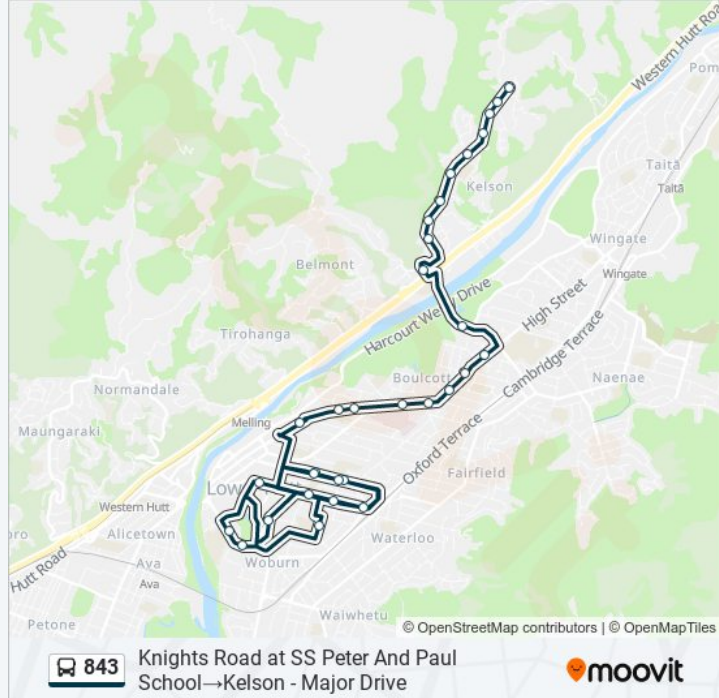 Western Hutt Road
Pom
Taitā
Taitā
Kelson
Wingate
Wingate
Belmont
Harcourt Werry Drive
High Street
Tirohanga
Cambridge Terrace
Boulcott
Naenae
Normandale
Melling
Maungaraki
Oxford Terrace
Fairfield
Low
Western Hutt
oro
Alicetown
Waterloo
Hutt Road
Ava
Woburn
Ava
Waiwhetu
Petone
© OpenStreetMap contributors | © OpenMapTiles
843
Knights Road at SS Peter And Paul
School→Kelson - Major Drive
moovit